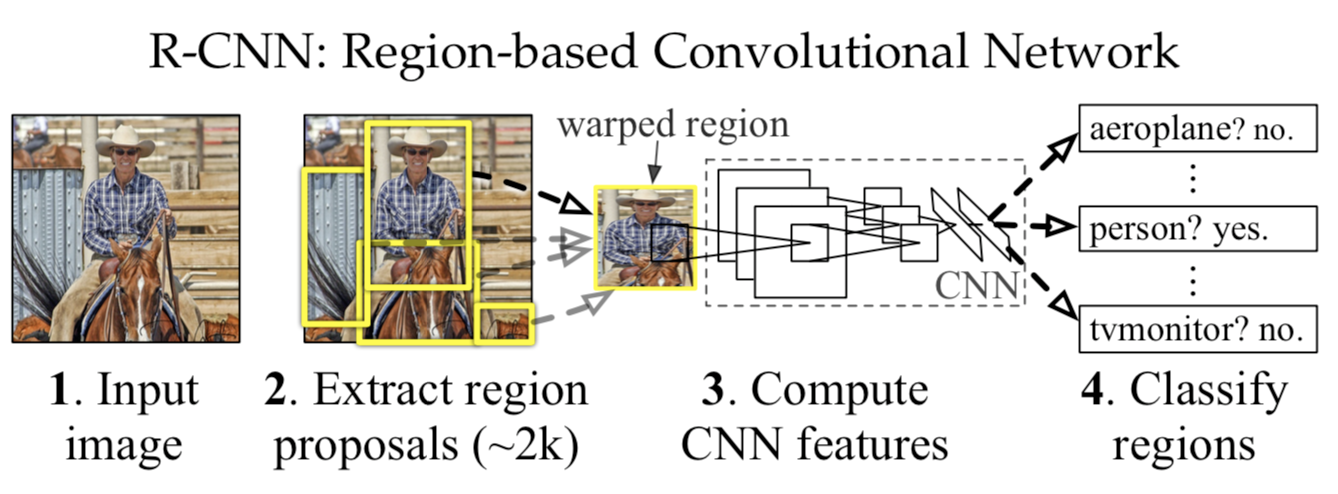 R-CNN: Region-based Convolutional Network
warped region
aeroplane? no.
⋮
person? yes.
⋮
tvmonitor? no.
CNN
1. Input
image
2. Extract region
proposals (~2k)
3. Compute
CNN features
4. Classify
regions